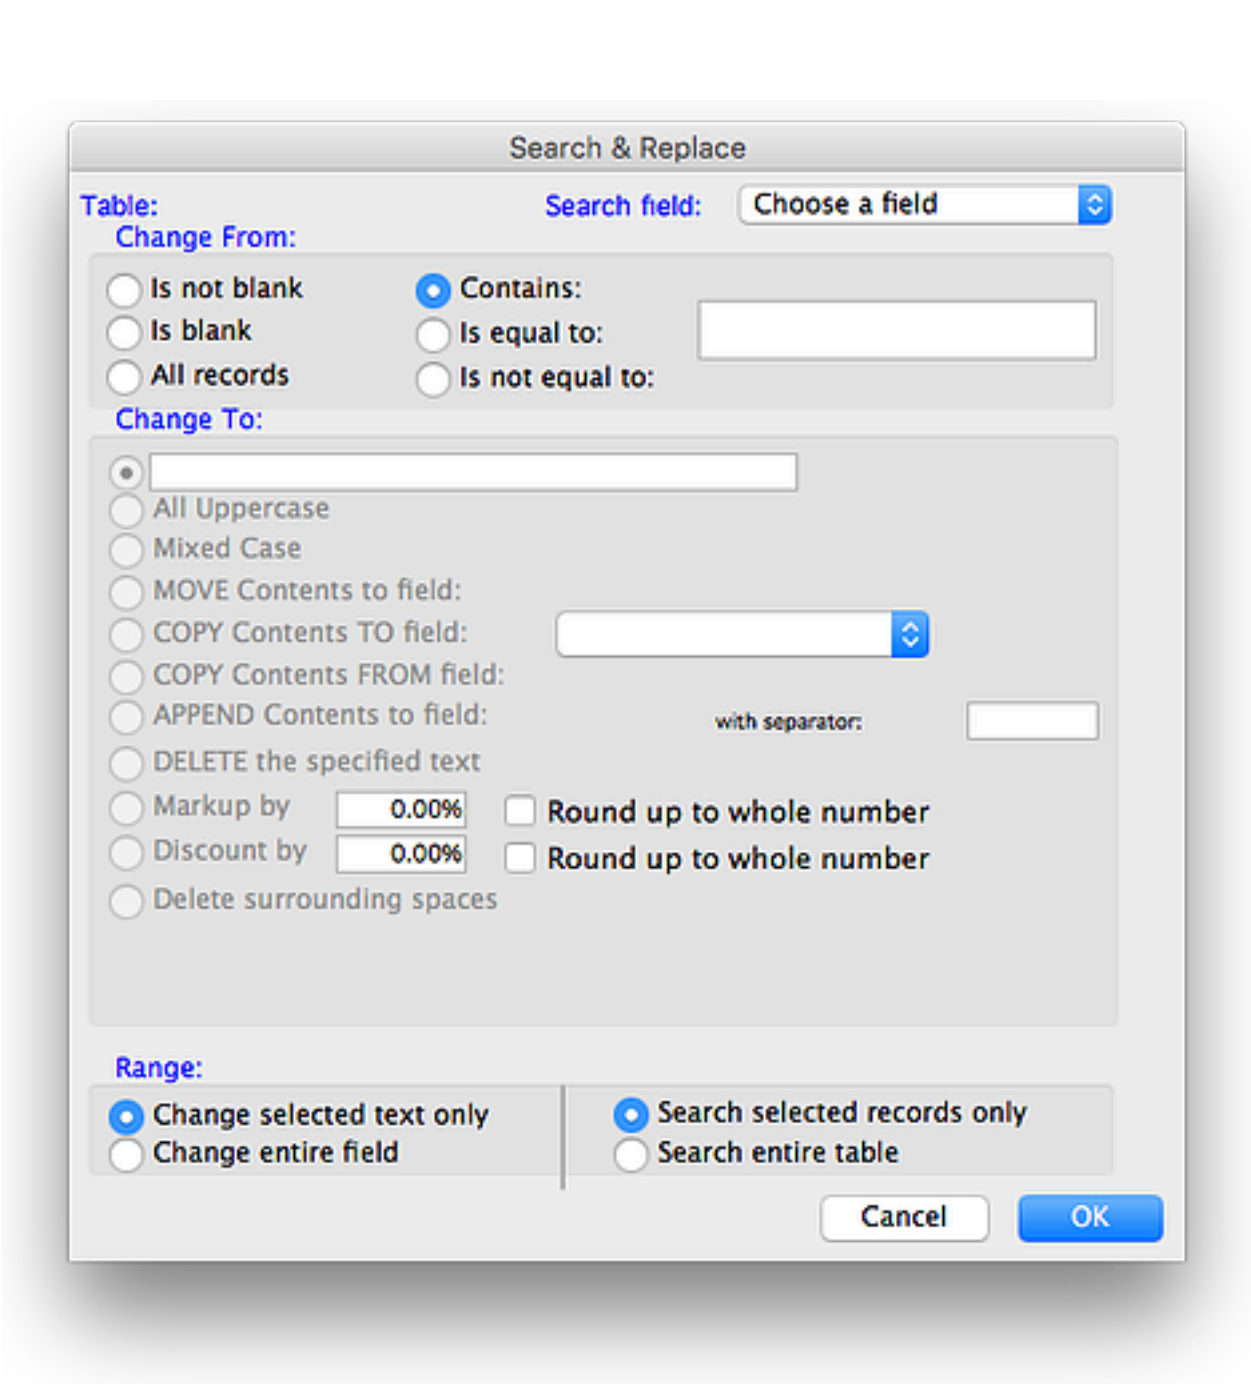 Search & Replace
Table: Search field: Choose a field
Change From:
Is not blank Contains:
Is blank Is equal to:
All records Is not equal to:
Change To:
All Uppercase
Mixed Case
MOVE Contents to field:
COPY Contents TO field:
COPY Contents FROM field:
APPEND Contents to field: with separator:
DELETE the specified text
Markup by 0.00% Round up to whole number
Discount by 0.00% Round up to whole number
Delete surrounding spaces
Range:
Change selected text only Search selected records only
Change entire field Search entire table
Cancel OK